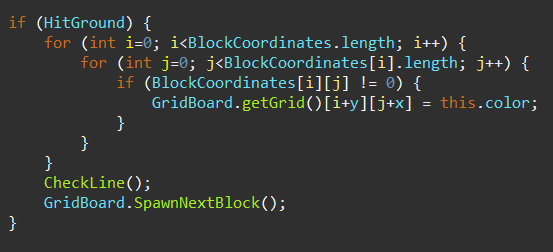 if (HitGround) {
    for (int i=0; i<BlockCoordinates.length; i++) {
        for (int j=0; j<BlockCoordinates[i].length; j++) {
            if (BlockCoordinates[i][j] != 0) {
                GridBoard.getGrid()[i+y][j+x] = this.color;
            }
        }
    }
    CheckLine();
    GridBoard.SpawnNextBlock();
}